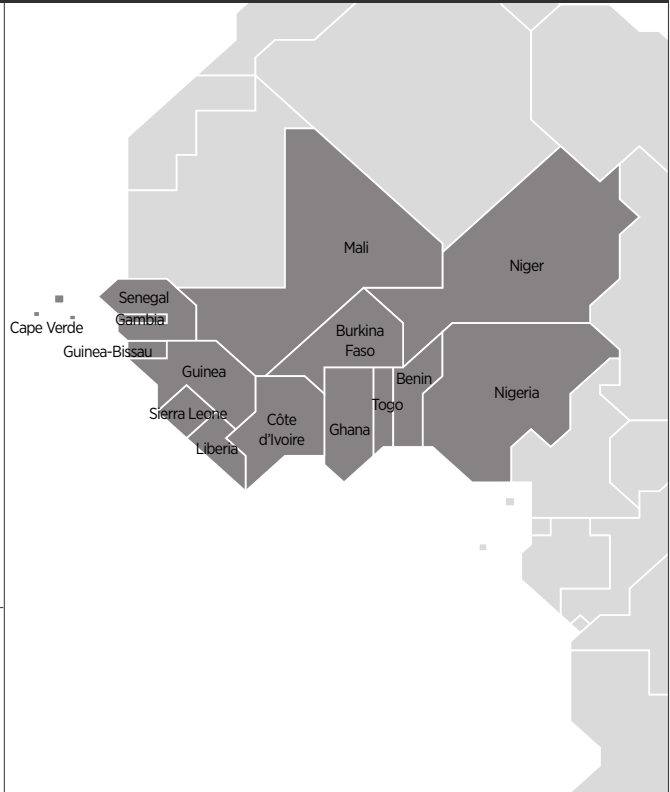 Mali
Niger
Senegal
Gambia
Cape Verde
Burkina
Faso
Guinea-Bissau
Guinea
Benin
Nigeria
Togo
Sierra Leone
Côte
d'Ivoire
Ghana
Liberia